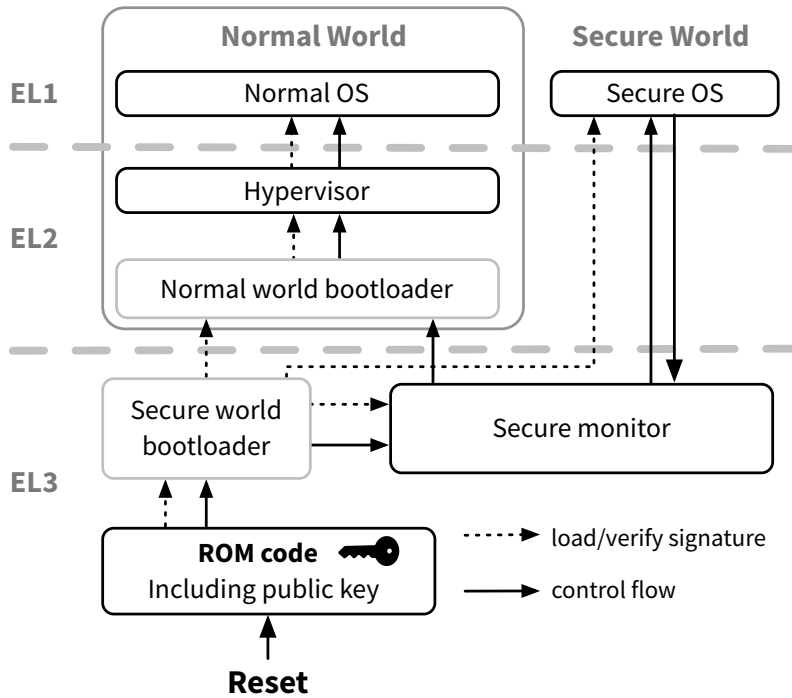 Normal World
Secure World
EL1
Normal OS
Secure OS
Hypervisor
EL2
Normal world bootloader
Secure world
bootloader
Secure monitor
EL3
ROM code
Including public key
load/verify signature
control flow
Reset